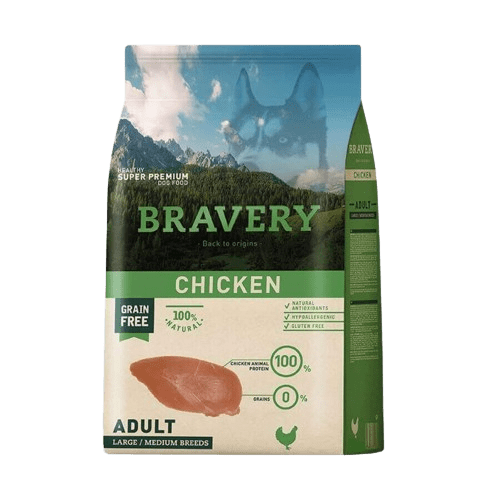 HEALTHY
SUPER PREMIUM
DOG FOOD
BRAVERY
Back to origins
CHICKEN
GRAIN
FREE
100%
NATURAL
NATURAL
ANTIOXIDANTS
HYPOALLERGENIC
GLUTEN FREE
CHICKEN ANIMAL
PROTEIN
100 %
GRAINS
0 %
ADULT
LARGE / MEDIUM BREEDS
BRAVERY
CHICKEN
ADULT